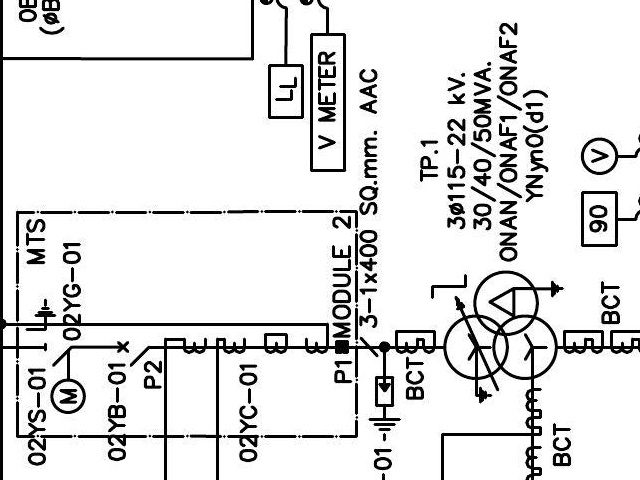 OE
(øB
LL
V METER
3-1x400 SQ.mm. AAC
TP.1
3ø115-22 kV.
30/40/50MVA.
ONAN/ONAF1/ONAF2
YNyn0(d1)
V
90
MTS
02YG-01
MODULE 2
02YS-01
M
02YB-01
P2
02YC-01
P1
-01
BCT
BCT
BCT